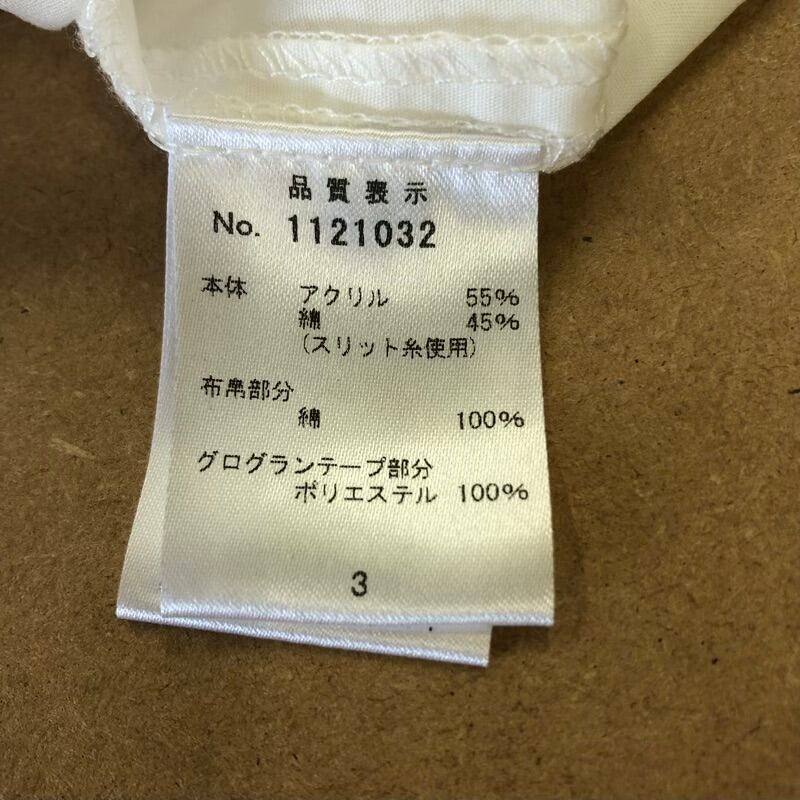 品質表示
No. 1121032
本体 アクリル 55%
綿 45%
(スリット糸使用)
布帛部分
綿 100%
グログランテープ部分
ポリエステル 100%
3